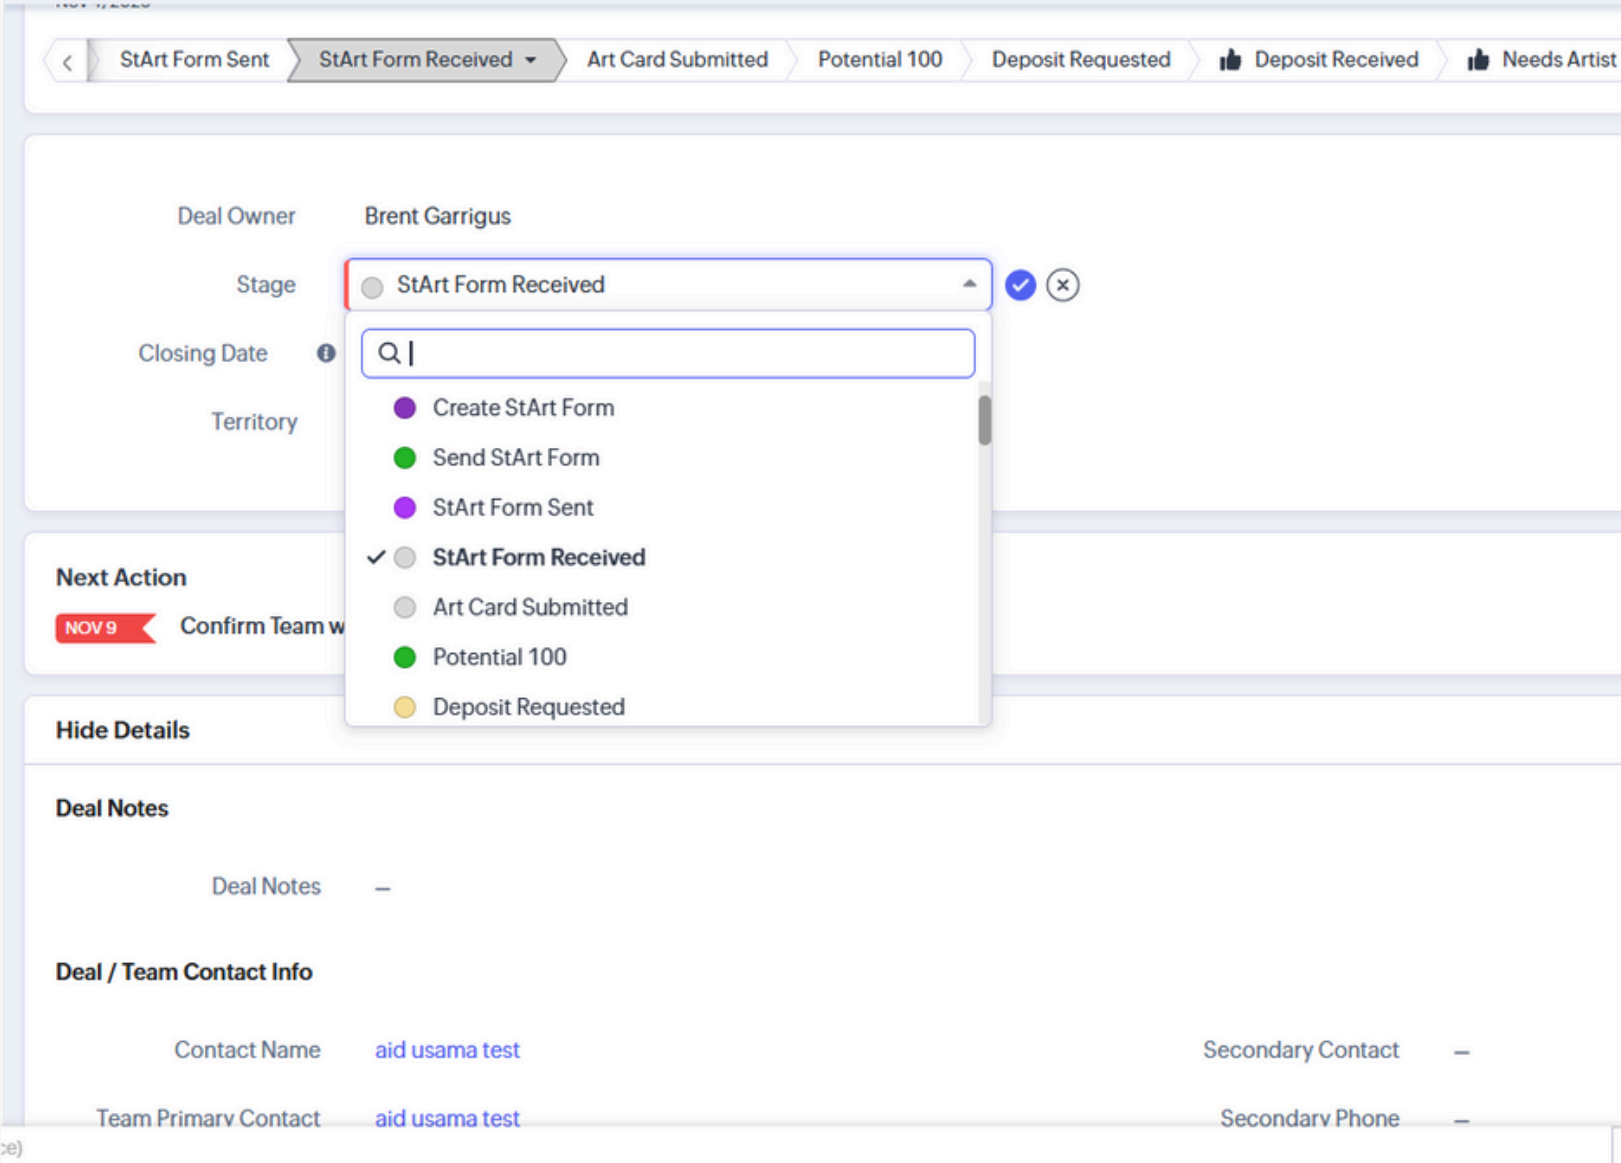 StArt Form Sent
StArt Form Received
Art Card Submitted
Potential 100
Deposit Requested
Deposit Received
Needs Artist
Deal Owner
Brent Garrigus
Stage
StArt Form Received
Closing Date
Territory
Create StArt Form
Send StArt Form
StArt Form Sent
StArt Form Received
Art Card Submitted
Potential 100
Deposit Requested
Next Action
NOV 9
Confirm Team w
Hide Details
Deal Notes
Deal Notes
–
Deal / Team Contact Info
Contact Name
aid usama test
Secondary Contact
–
Team Primary Contact
aid usama test
Secondary Phone
–
ce)